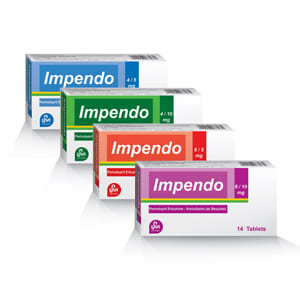 Impendo
4 / 5
mg
Impendo
4 / 10
mg
Impendo
8 / 5
mg
Impendo
8 / 10
mg
Perindopril Erbumine - Amlodipine (as Besylate)
14 Tablets